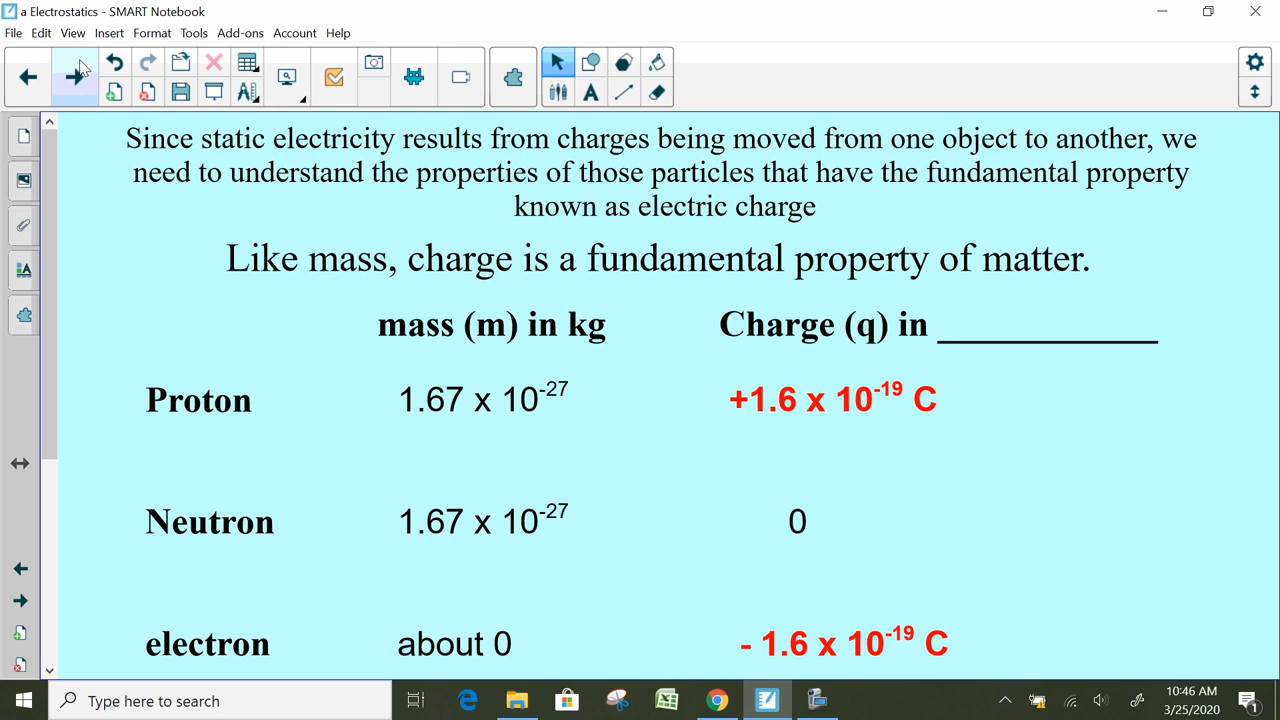 a Electrostatics - SMART Notebook
File Edit View Insert Format Tools Add-ons Account Help
Since static electricity results from charges being moved from one object to another, we
need to understand the properties of those particles that have the fundamental property
known as electric charge
Like mass, charge is a fundamental property of matter.
mass (m) in kg Charge (q) in ____________
Proton 1.67 x 10⁻²⁷ +1.6 x 10⁻¹⁹ C
Neutron 1.67 x 10⁻²⁷ 0
electron about 0 - 1.6 x 10⁻¹⁹ C
Type here to search
10:46 AM
3/25/2020
1